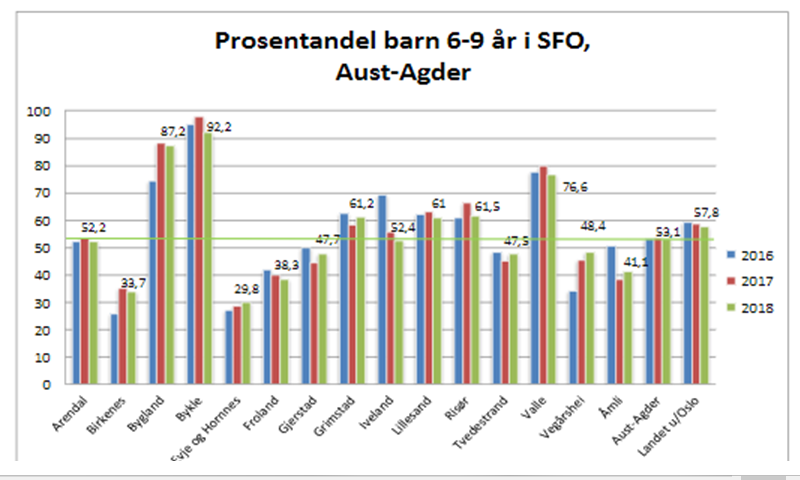 Prosentandel barn 6-9 år i SFO,
Aust-Agder
100
90
80
70
60
50
40
30
20
10
0
52,2
33,7
87,2
92,2
29,8
38,3
47,7
61,2
52,4
61
61,5
47,5
76,6
48,4
41,1
53,1
57,8
2016
2017
2018
Arendal
Birkenes
Bygland
Bykle
Evje og Hornnes
Froland
Gjerstad
Grimstad
Iveland
Lillesand
Risør
Tvedestrand
Valle
Vegårshei
Åmli
Aust-Agder
Landet u/Oslo